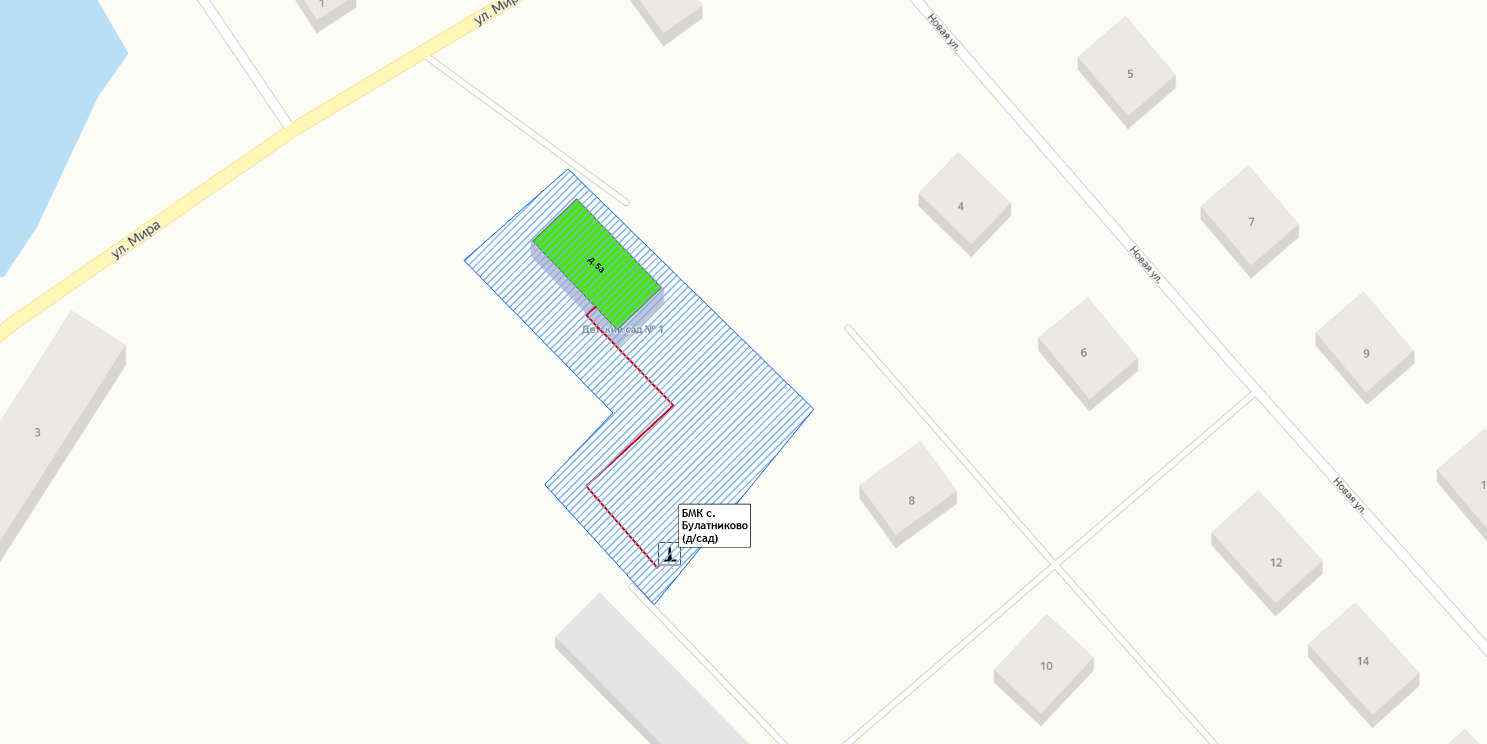 1
ул. Мира
Новая ул.
5
4
7
ул. Мира
Новая ул.
д.5а
Детский сад № 1
6
9
3
8
Новая ул.
БМК с.
Булатниково
(д/сад)
12
10
14